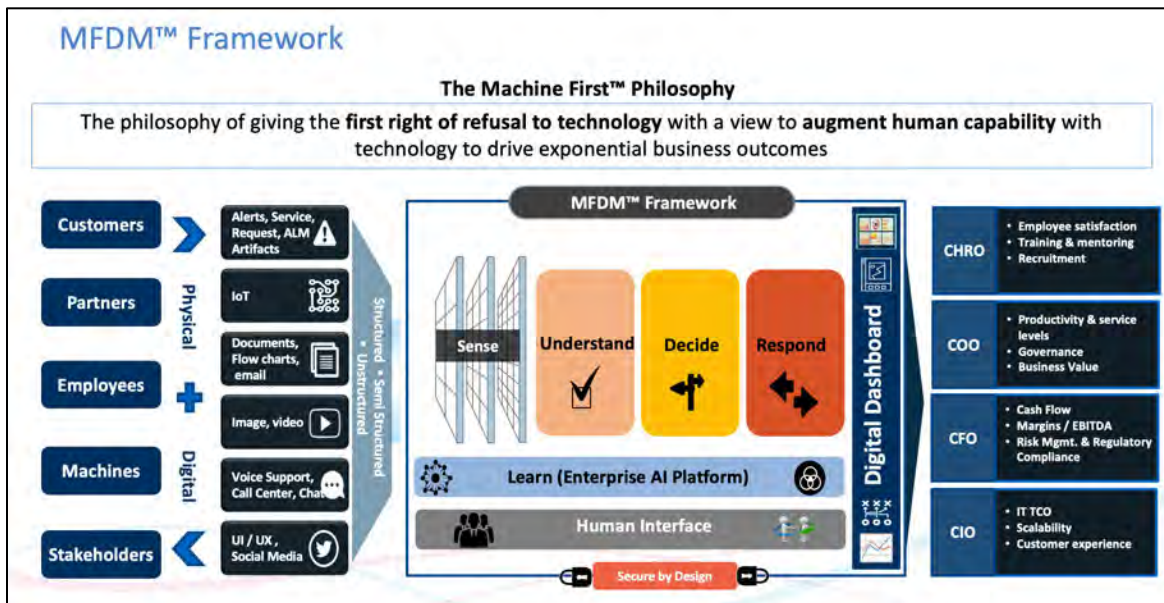 MFDM™ Framework
The Machine First™ Philosophy
The philosophy of giving the first right of refusal to technology with a view to augment human capability with
technology to drive exponential business outcomes
Customers
Partners
Employees
Machines
Stakeholders
Physical
Digital
Alerts, Service,
Request, ALM
Artifacts
IoT
Documents,
Flow charts,
email
Image, video
Voice Support,
Call Center, Chat
UI / UX ,
Social Media
Structured • Semi Structured
• Unstructured
MFDM™ Framework
Sense
Understand
Decide
Respond
Learn (Enterprise AI Platform)
Human Interface
Secure by Design
Digital Dashboard
CHRO
• Employee satisfaction
• Training & mentoring
• Recruitment
COO
• Productivity & service
levels
• Governance
• Business Value
CFO
• Cash Flow
• Margins / EBITDA
• Risk Mgmt. & Regulatory
Compliance
CIO
• IT TCO
• Scalability
• Customer experience